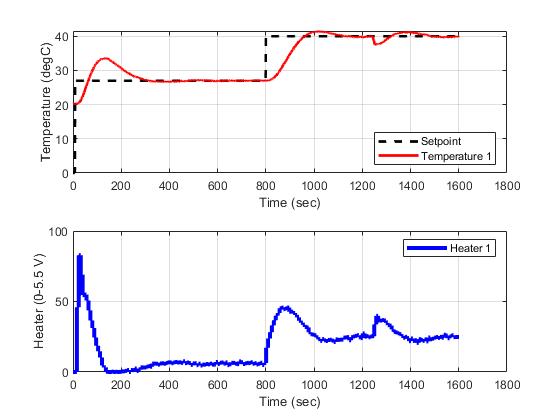 Temperature (degC)
40
30
20
10
0
Setpoint
Temperature 1
0 200 400 600 800 1000 1200 1400 1600 1800
Time (sec)
Heater (0-5.5 V)
100
50
0
Heater 1
0 200 400 600 800 1000 1200 1400 1600 1800
Time (sec)